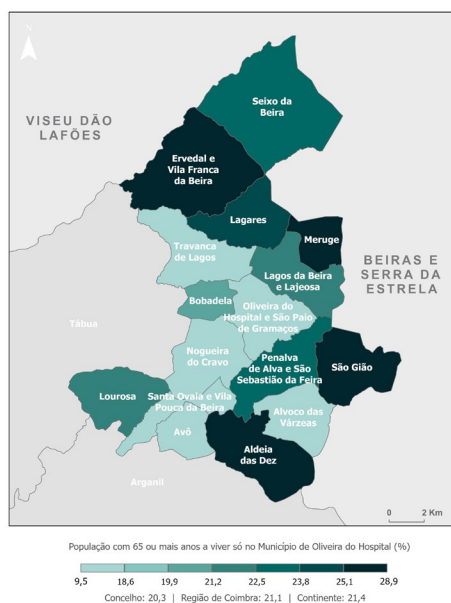 N
Seixo da
Beira
VISEU DÃO
LAFÕES
Ervedal e
Vila Franca
da Beira
Lagares
Meruge
Travanca
de Lagos
BEIRAS E
SERRA DA
ESTRELA
Lagos da Beira
e Lajeosa
Bobadela
Oliveira do
Hospital e São Paio
de Gramaços
Tábua
Nogueira
do Cravo
Penalva
de Alva e São
Sebastião da Feira
São Gião
Lourosa
Santa Ovaia e Vila
Pouca da Beira
Alvoco das
Várzeas
Avô
Aldeia
das Dez
Arganil
0 2 Km
População com 65 ou mais anos a viver só no Município de Oliveira do Hospital (%)
9,5 18,6 19,9 21,2 22,5 23,8 25,1 28,9
Concelho: 20,3 | Região de Coimbra: 21,1 | Continente: 21,4